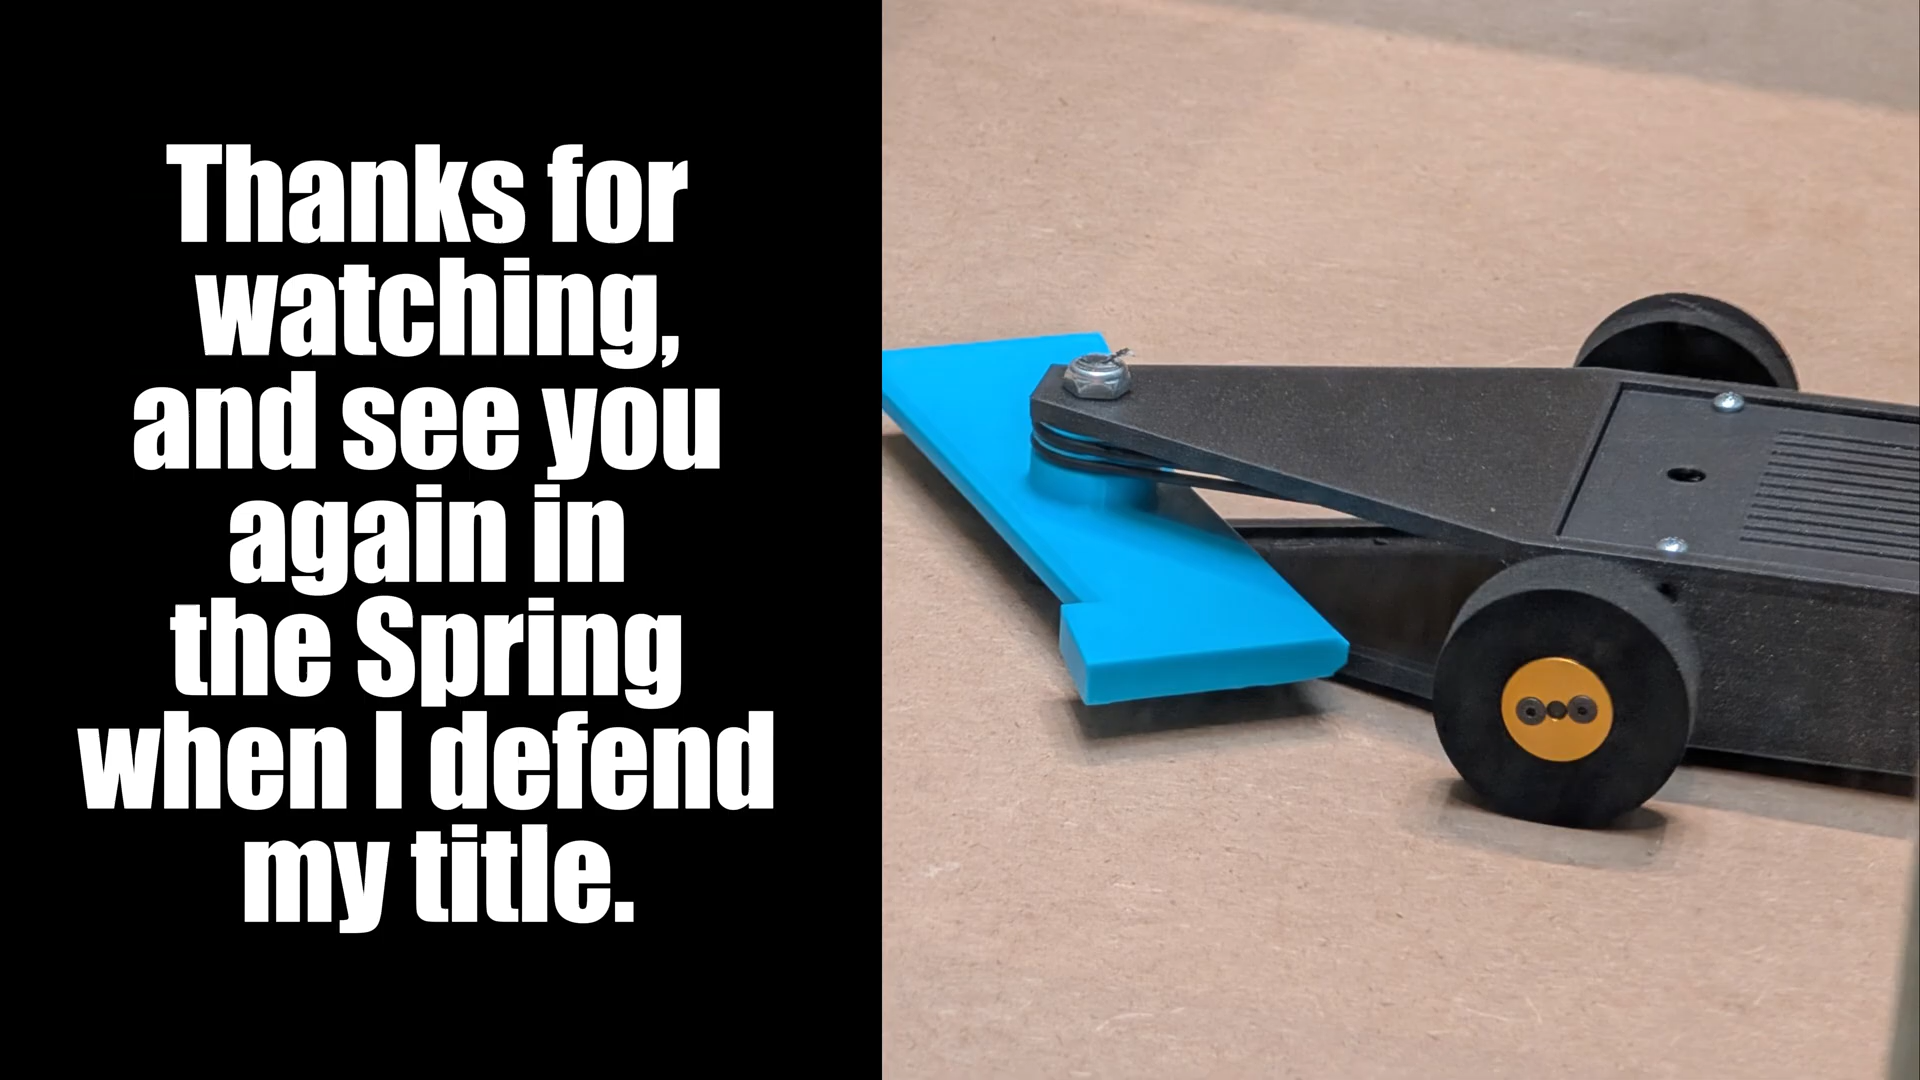 Thanks for
watching,
and see you
again in
the Spring
when I defend
my title.